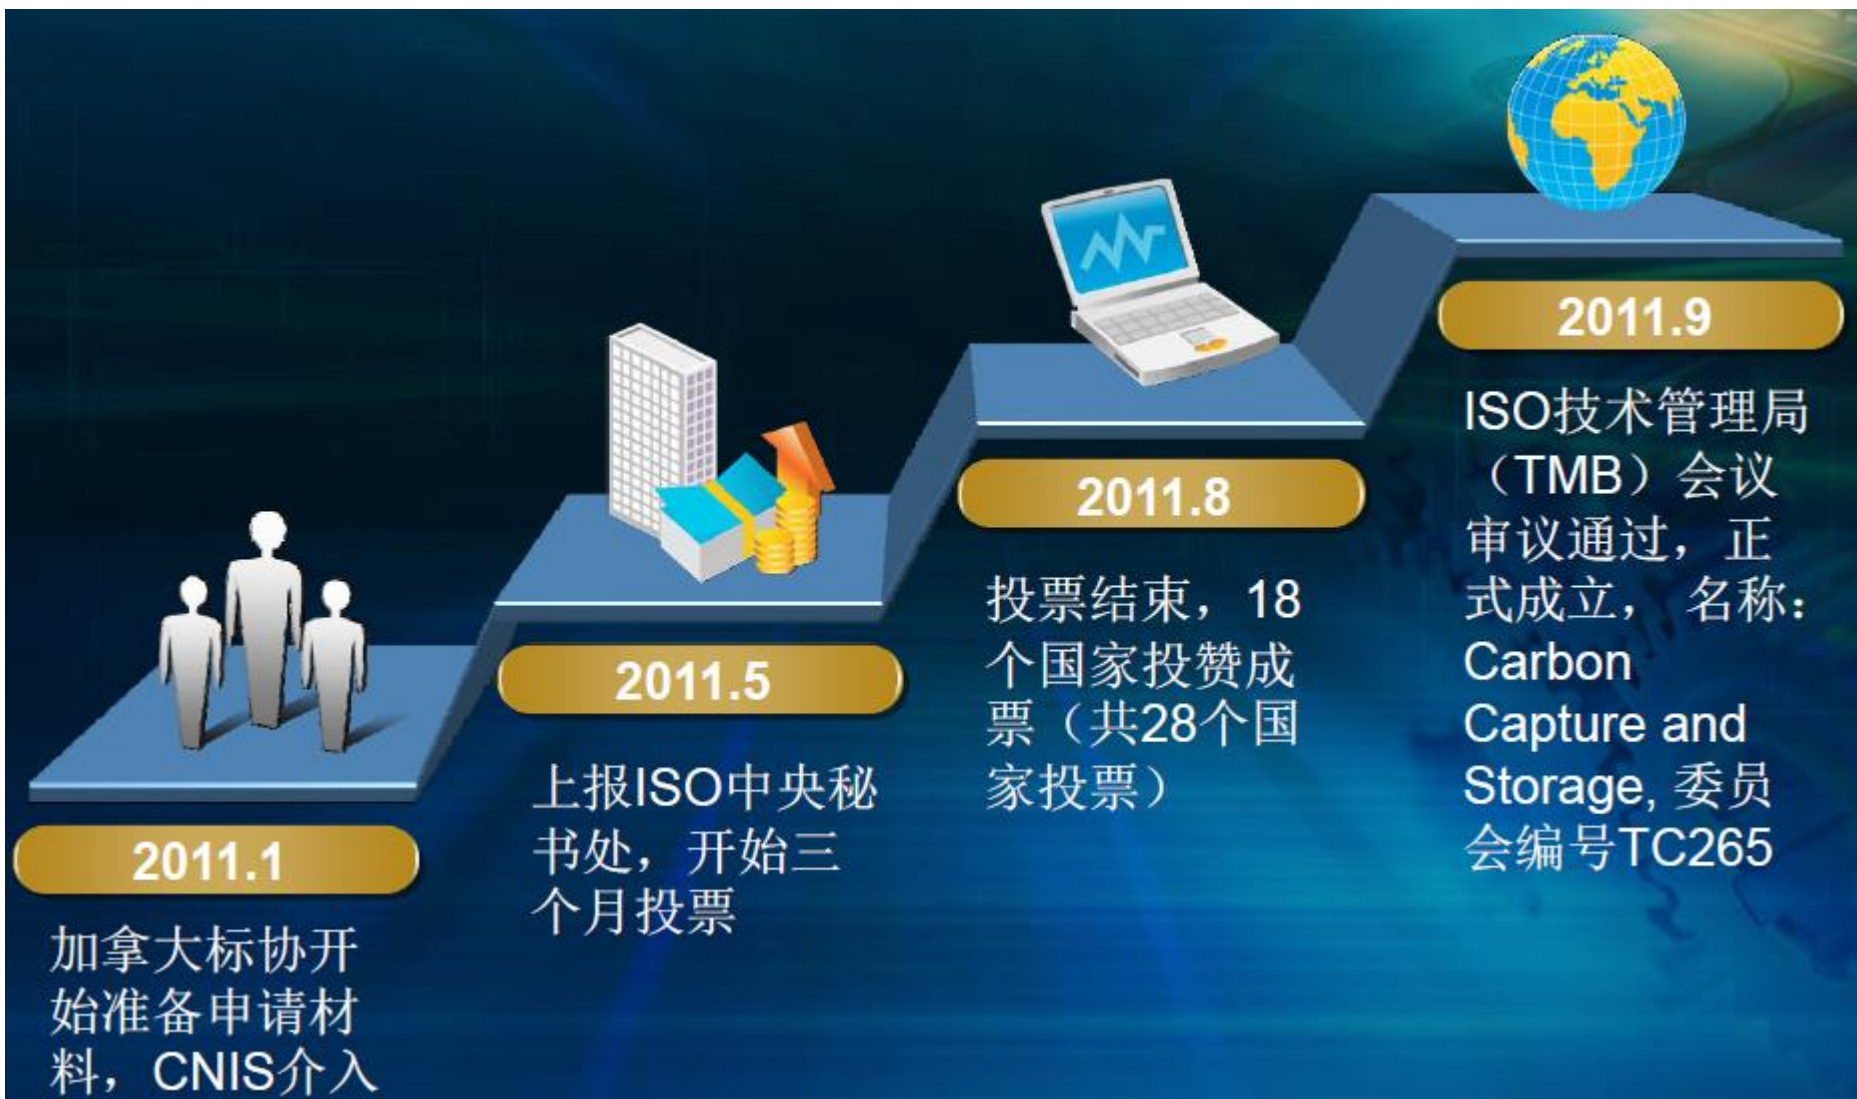 2011.1
加拿大标协开
始准备申请材
料，CNIS介入
2011.5
上报ISO中央秘
书处，开始三
个月投票
2011.8
投票结束，18
个国家投赞成
票（共28个国
家投票）
2011.9
ISO技术管理局
（TMB）会议
审议通过，正
式成立， 名称：
Carbon
Capture and
Storage, 委员
会编号TC265